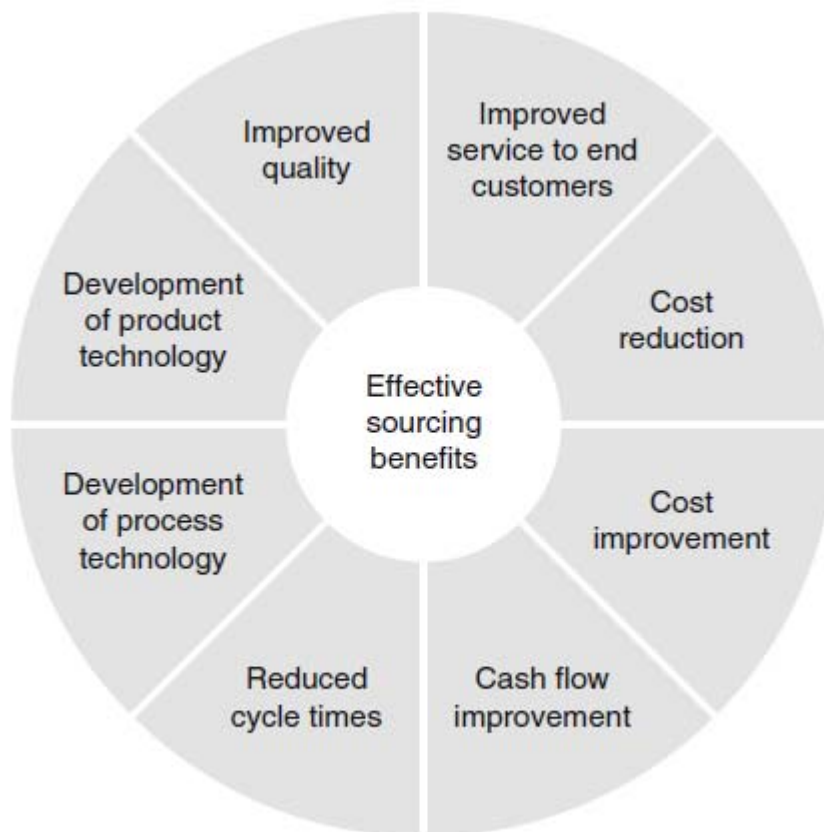 Improved
quality
Improved
service to end
customers
Development
of product
technology
Cost
reduction
Effective
sourcing
benefits
Development
of process
technology
Cost
improvement
Reduced
cycle times
Cash flow
improvement